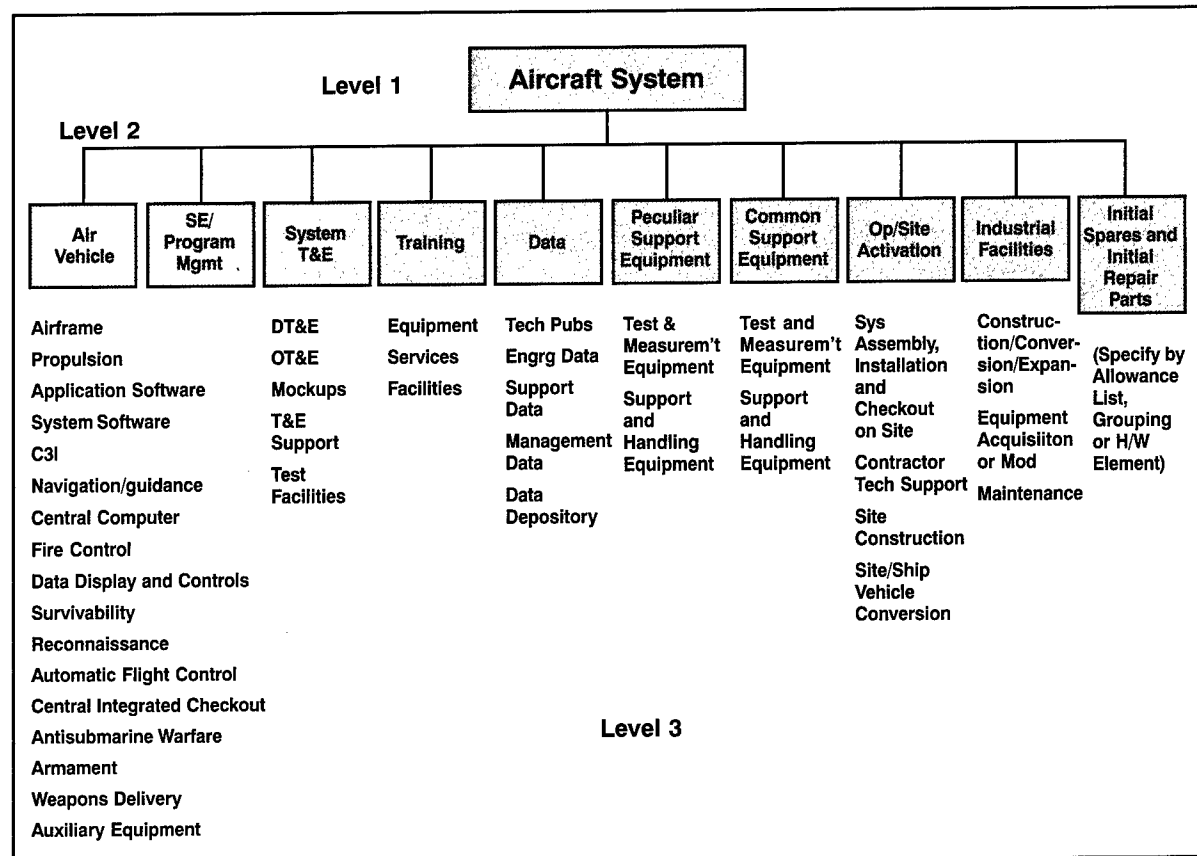 Level 1
Aircraft System
Level 2
Air
Vehicle
SE/
Program
Mgmt
System
T&E
Training
Data
Peculiar
Support
Equipment
Common
Support
Equipment
Op/Site
Activation
Industrial
Facilities
Initial
Spares and
Initial
Repair
Parts
Airframe
Propulsion
Application Software
System Software
C3I
Navigation/guidance
Central Computer
Fire Control
Data Display and Controls
Survivability
Reconnaissance
Automatic Flight Control
Central Integrated Checkout
Antisubmarine Warfare
Armament
Weapons Delivery
Auxiliary Equipment
DT&E
OT&E
Mockups
T&E
Support
Test
Facilities
Equipment
Services
Facilities
Tech Pubs
Engrg Data
Support
Data
Management
Data
Data
Depository
Test &
Measurem't
Equipment
Support
and
Handling
Equipment
Test and
Measurem't
Equipment
Support
and
Handling
Equipment
Sys
Assembly,
Installation
and
Checkout
on Site
Contractor
Tech Support
Site
Construction
Site/Ship
Vehicle
Conversion
Construc-
tion/Conver-
sion/Expan-
sion
Equipment
Acquisiiton
or Mod
Maintenance
(Specify by
Allowance
List,
Grouping
or H/W
Element)
Level 3